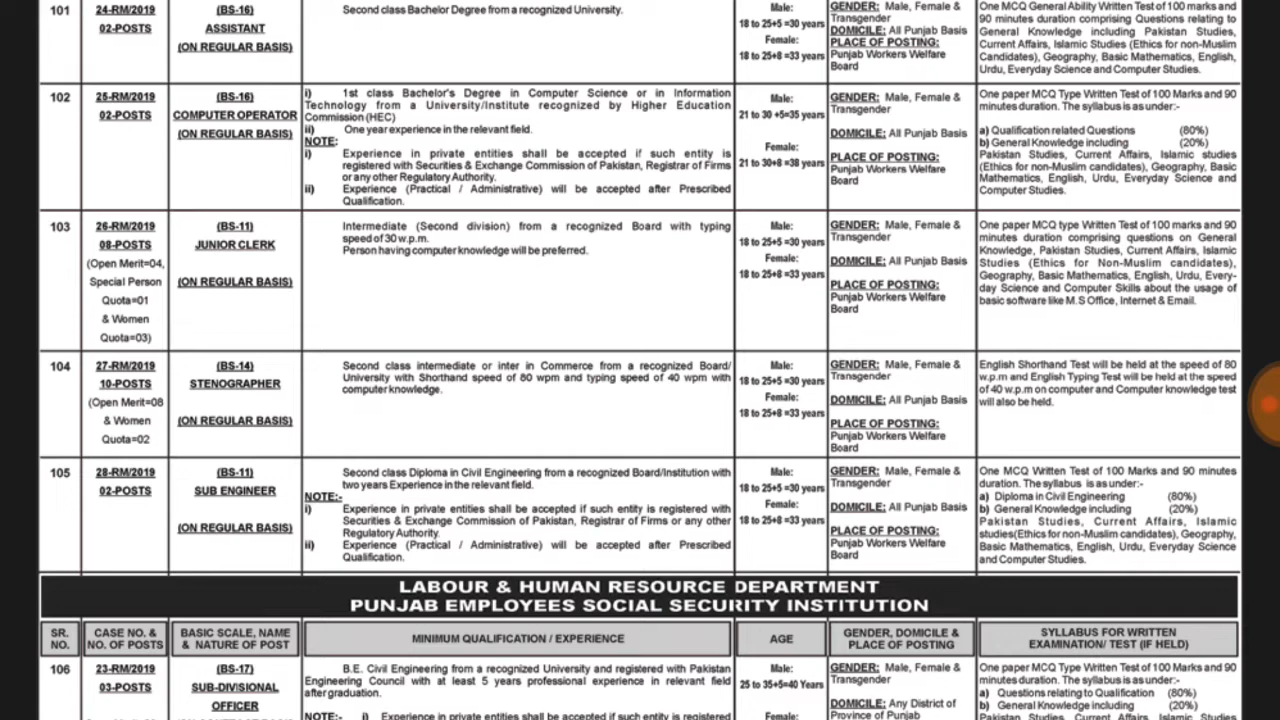 101
24-RM/2019
02-POSTS
(BS-16)
ASSISTANT
(ON REGULAR BASIS)
Second class Bachelor Degree from a recognized University.
Male:
18 to 25+5 =30 years
Female:
18 to 25+8 =33 years
GENDER: Male, Female &
Transgender
DOMICILE: All Punjab Basis
PLACE OF POSTING:
Punjab Workers Welfare
Board
One MCQ General Ability Written Test of 100 marks and
90 minutes duration comprising Questions relating to
General Knowledge including Pakistan Studies,
Current Affairs, Islamic Studies (Ethics for non-Muslim
Candidates), Geography, Basic Mathematics, English,
Urdu, Everyday Science and Computer Studies.
102
25-RM/2019
02-POSTS
(BS-16)
COMPUTER OPERATOR
(ON REGULAR BASIS)
i) 1st class Bachelor's Degree in Computer Science or in Information
Technology from a University/Institute recognized by Higher Education
Commission (HEC)
ii) One year experience in the relevant field.
NOTE:
i) Experience in private entities shall be accepted if such entity is
registered with Securities & Exchange Commission of Pakistan, Registrar of Firms
or any other Regulatory Authority.
ii) Experience (Practical / Administrative) will be accepted after Prescribed
Qualification.
Male:
21 to 30 +5=35 years
Female:
21 to 30+8 =38 years
GENDER: Male, Female &
Transgender
DOMICILE: All Punjab Basis
PLACE OF POSTING:
Punjab Workers Welfare
Board
One paper MCQ Type Written Test of 100 Marks and 90
minutes duration. The syllabus is as under:-
a) Qualification related Questions (80%)
b) General Knowledge including (20%)
Pakistan Studies, Current Affairs, Islamic studies
(Ethics for non-Muslim candidates), Geography, Basic
Mathematics, English, Urdu, Everyday Science and
Computer Studies.
103
26-RM/2019
08-POSTS
(Open Merit=04,
Special Person
Quota=01
& Women
Quota=03)
(BS-11)
JUNIOR CLERK
(ON REGULAR BASIS)
Intermediate (Second division) from a recognized Board with typing
speed of 30 w.p.m.
Person having computer knowledge will be preferred.
Male:
18 to 25+5 =30 years
Female:
18 to 25+8 =33 years
GENDER: Male, Female &
Transgender
DOMICILE: All Punjab Basis
PLACE OF POSTING:
Punjab Workers Welfare
Board
One paper MCQ type Written Test of 100 marks and 90
minutes duration comprising questions on General
Knowledge, Pakistan Studies, Current Affairs, Islamic
Studies (Ethics for Non-Muslim candidates),
Geography, Basic Mathematics, English, Urdu, Every-
day Science and Computer Skills about the usage of
basic software like M.S Office, Internet & Email.
104
27-RM/2019
10-POSTS
(Open Merit=08
& Women
Quota=02
(BS-14)
STENOGRAPHER
(ON REGULAR BASIS)
Second class intermediate or inter in Commerce from a recognized Board/
University with Shorthand speed of 80 wpm and typing speed of 40 wpm with
computer knowledge.
Male:
18 to 25+5 =30 years
Female:
18 to 25+8 =33 years
GENDER: Male, Female &
Transgender
DOMICILE: All Punjab Basis
PLACE OF POSTING:
Punjab Workers Welfare
Board
English Shorthand Test will be held at the speed of 80
w.p.m and English Typing Test will be held at the speed
of 40 w.p.m on computer and Computer knowledge test
will also be held.
105
28-RM/2019
02-POSTS
(BS-11)
SUB ENGINEER
(ON REGULAR BASIS)
Second class Diploma in Civil Engineering from a recognized Board/Institution with
two years Experience in the relevant field.
NOTE:-
i) Experience in private entities shall be accepted if such entity is registered with
Securities & Exchange Commission of Pakistan, Registrar of Firms or any other
Regulatory Authority.
ii) Experience (Practical / Administrative) will be accepted after Prescribed
Qualification.
Male:
18 to 25+5 =30 years
Female:
18 to 25+8 =33 years
GENDER: Male, Female &
Transgender
DOMICILE: All Punjab Basis
PLACE OF POSTING:
Punjab Workers Welfare
Board
One MCQ Written Test of 100 Marks and 90 minutes
duration. The syllabus is as under:-
a) Diploma in Civil Engineering (80%)
b) General Knowledge including (20%)
Pakistan Studies, Current Affairs, Islamic
studies(Ethics for non-Muslim candidates), Geography,
Basic Mathematics, English, Urdu, Everyday Science
and Computer Studies.
LABOUR & HUMAN RESOURCE DEPARTMENT
PUNJAB EMPLOYEES SOCIAL SECURITY INSTITUTION
SR.
NO.
CASE NO. &
NO. OF POSTS
BASIC SCALE, NAME
& NATURE OF POST
MINIMUM QUALIFICATION / EXPERIENCE
AGE
GENDER, DOMICILE &
PLACE OF POSTING
SYLLABUS FOR WRITTEN
EXAMINATION/ TEST (IF HELD)
106
23-RM/2019
03-POSTS
(BS-17)
SUB-DIVISIONAL
OFFICER
B.E. Civil Engineering from a recognized University and registered with Pakistan
Engineering Council with at least 5 years professional experience in relevant field
after graduation.
NOTE:- i) Experience in private entities shall be accepted if such entity is registered
Male:
25 to 35+5=40 Years
Female:
GENDER: Male, Female &
Transgender
DOMICILE: Any District of
Province of Punjab
One paper MCQ Type Written Test of 100 Marks and 90
minutes duration. The syllabus is as under:-
a) Questions relating to Qualification (80%)
b) General Knowledge including (20%)
Pakistan Studies, Current Affairs, Islamic studies